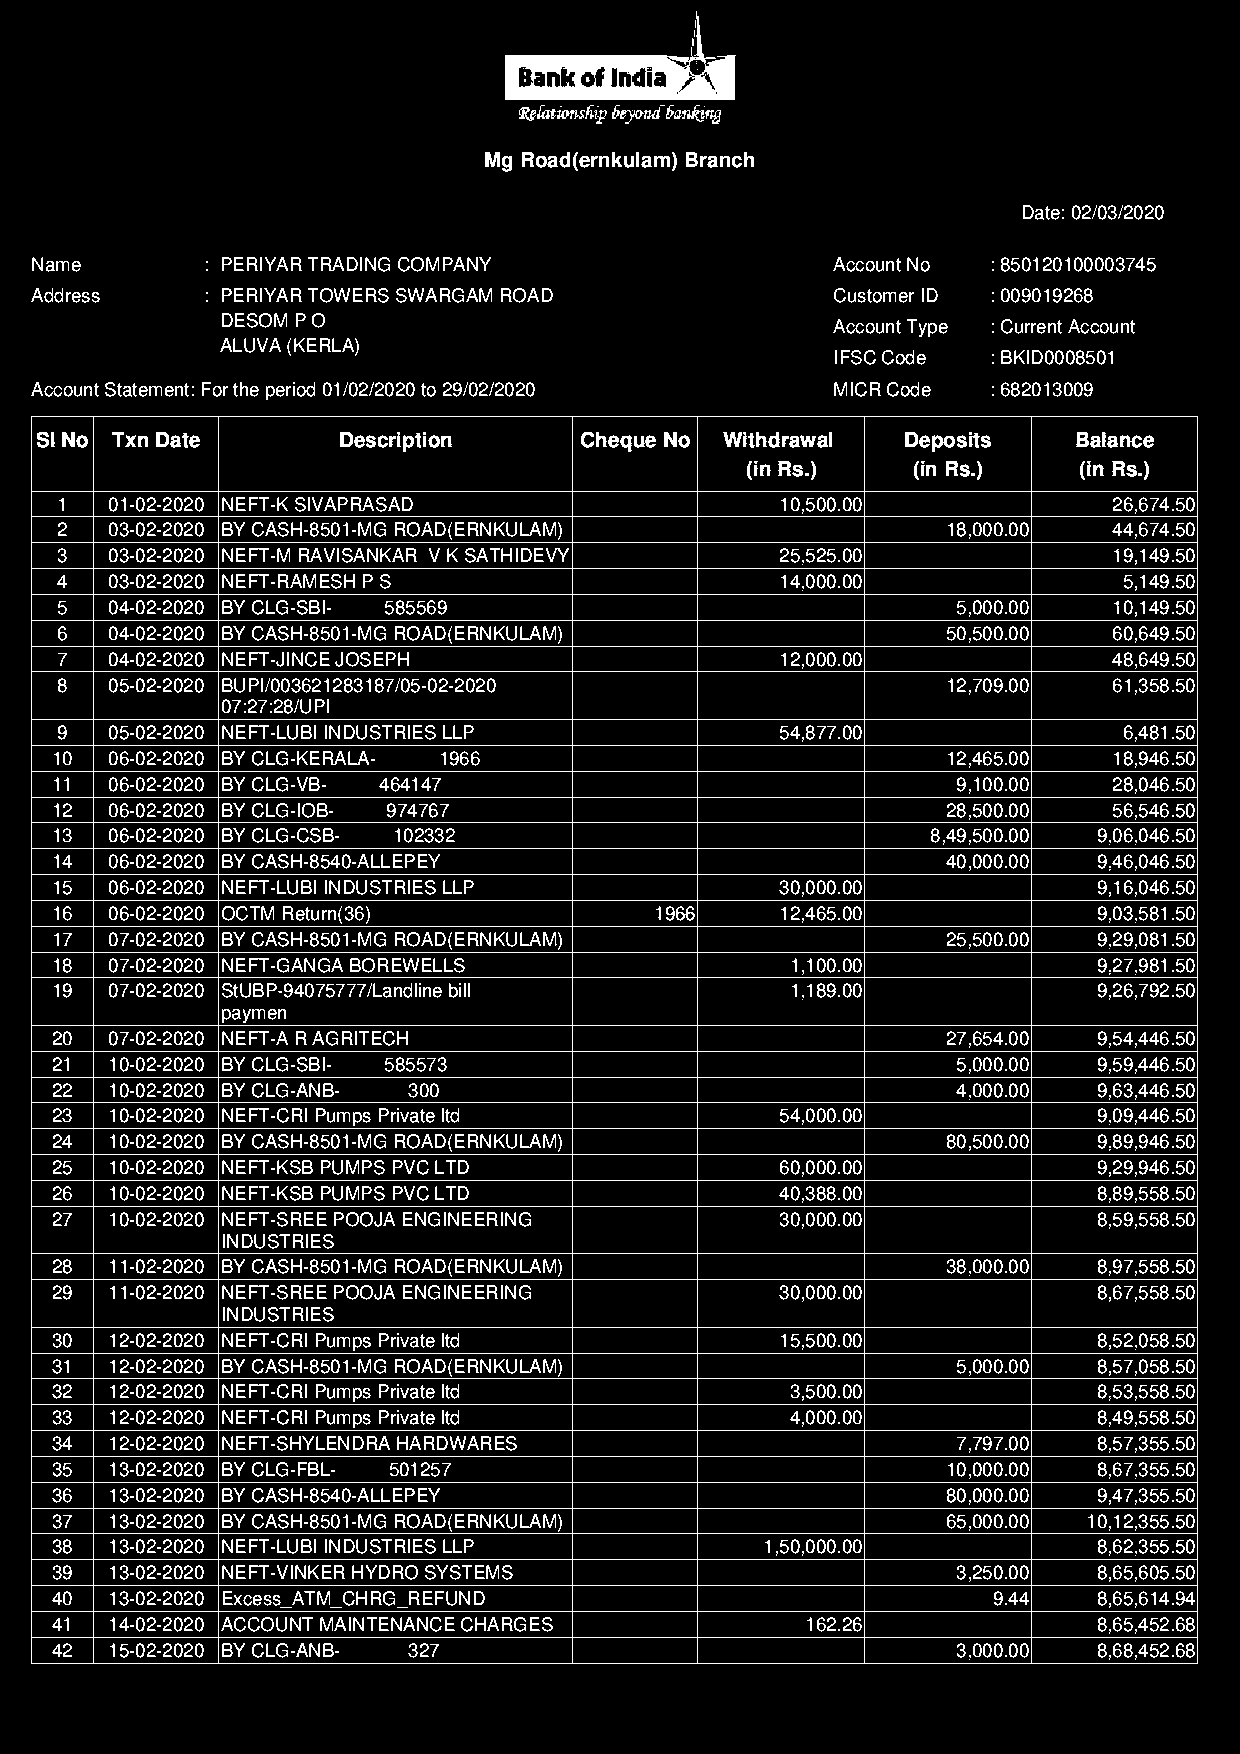 Bank of India
Relationship beyond banking
Mg Road(ernkulam) Branch
Date: 02/03/2020
Name : PERIYAR TRADING COMPANY Account No : 850120100003745
Address : PERIYAR TOWERS SWARGAM ROAD Customer ID : 009019268
DESOM P O
Account Type : Current Account
ALUVA (KERLA)
IFSC Code : BKID0008501
Account Statement: For the period 01/02/2020 to 29/02/2020 MICR Code : 682013009
Sl No Txn Date Description Cheque No Withdrawal Deposits Balance
(in Rs.) (in Rs.) (in Rs.)
1 01-02-2020 NEFT-K SIVAPRASAD 10,500.00 26,674.50
2 03-02-2020 BY CASH-8501-MG ROAD(ERNKULAM) 18,000.00 44,674.50
3 03-02-2020 NEFT-M RAVISANKAR V K SATHIDEVY 25,525.00 19,149.50
4 03-02-2020 NEFT-RAMESH P S 14,000.00 5,149.50
5 04-02-2020 BY CLG-SBI- 585569 5,000.00 10,149.50
6 04-02-2020 BY CASH-8501-MG ROAD(ERNKULAM) 50,500.00 60,649.50
7 04-02-2020 NEFT-JINCE JOSEPH 12,000.00 48,649.50
8 05-02-2020 BUPI/003621283187/05-02-2020 12,709.00 61,358.50
07:27:28/UPI
9 05-02-2020 NEFT-LUBI INDUSTRIES LLP 54,877.00 6,481.50
10 06-02-2020 BY CLG-KERALA- 1966 12,465.00 18,946.50
11 06-02-2020 BY CLG-VB- 464147 9,100.00 28,046.50
12 06-02-2020 BY CLG-IOB- 974767 28,500.00 56,546.50
13 06-02-2020 BY CLG-CSB- 102332 8,49,500.00 9,06,046.50
14 06-02-2020 BY CASH-8540-ALLEPEY 40,000.00 9,46,046.50
15 06-02-2020 NEFT-LUBI INDUSTRIES LLP 30,000.00 9,16,046.50
16 06-02-2020 OCTM Return(36) 1966 12,465.00 9,03,581.50
17 07-02-2020 BY CASH-8501-MG ROAD(ERNKULAM) 25,500.00 9,29,081.50
18 07-02-2020 NEFT-GANGA BOREWELLS 1,100.00 9,27,981.50
19 07-02-2020 StUBP-94075777/Landline bill 1,189.00 9,26,792.50
paymen
20 07-02-2020 NEFT-A R AGRITECH 27,654.00 9,54,446.50
21 10-02-2020 BY CLG-SBI- 585573 5,000.00 9,59,446.50
22 10-02-2020 BY CLG-ANB- 300 4,000.00 9,63,446.50
23 10-02-2020 NEFT-CRI Pumps Private ltd 54,000.00 9,09,446.50
24 10-02-2020 BY CASH-8501-MG ROAD(ERNKULAM) 80,500.00 9,89,946.50
25 10-02-2020 NEFT-KSB PUMPS PVC LTD 60,000.00 9,29,946.50
26 10-02-2020 NEFT-KSB PUMPS PVC LTD 40,388.00 8,89,558.50
27 10-02-2020 NEFT-SREE POOJA ENGINEERING 30,000.00 8,59,558.50
INDUSTRIES
28 11-02-2020 BY CASH-8501-MG ROAD(ERNKULAM) 38,000.00 8,97,558.50
29 11-02-2020 NEFT-SREE POOJA ENGINEERING 30,000.00 8,67,558.50
INDUSTRIES
30 12-02-2020 NEFT-CRI Pumps Private ltd 15,500.00 8,52,058.50
31 12-02-2020 BY CASH-8501-MG ROAD(ERNKULAM) 5,000.00 8,57,058.50
32 12-02-2020 NEFT-CRI Pumps Private ltd 3,500.00 8,53,558.50
33 12-02-2020 NEFT-CRI Pumps Private ltd 4,000.00 8,49,558.50
34 12-02-2020 NEFT-SHYLENDRA HARDWARES 7,797.00 8,57,355.50
35 13-02-2020 BY CLG-FBL- 501257 10,000.00 8,67,355.50
36 13-02-2020 BY CASH-8540-ALLEPEY 80,000.00 9,47,355.50
37 13-02-2020 BY CASH-8501-MG ROAD(ERNKULAM) 65,000.00 10,12,355.50
38 13-02-2020 NEFT-LUBI INDUSTRIES LLP 1,50,000.00 8,62,355.50
39 13-02-2020 NEFT-VINKER HYDRO SYSTEMS 3,250.00 8,65,605.50
40 13-02-2020 Excess_ATM_CHRG_REFUND 9.44 8,65,614.94
41 14-02-2020 ACCOUNT MAINTENANCE CHARGES 162.26 8,65,452.68
42 15-02-2020 BY CLG-ANB- 327 3,000.00 8,68,452.68